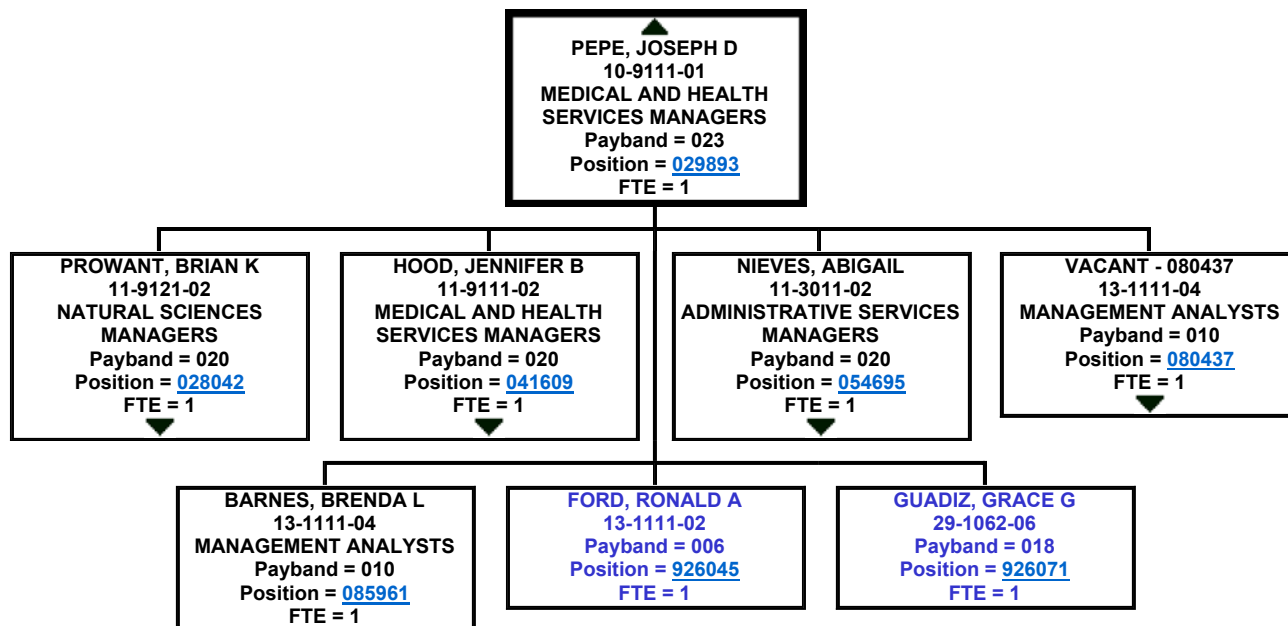 PEPE, JOSEPH D
10-9111-01
MEDICAL AND HEALTH
SERVICES MANAGERS
Payband = 023
Position = 029893
FTE = 1
PROWANT, BRIAN K
11-9121-02
NATURAL SCIENCES
MANAGERS
Payband = 020
Position = 028042
FTE = 1
HOOD, JENNIFER B
11-9111-02
MEDICAL AND HEALTH
SERVICES MANAGERS
Payband = 020
Position = 041609
FTE = 1
NIEVES, ABIGAIL
11-3011-02
ADMINISTRATIVE SERVICES
MANAGERS
Payband = 020
Position = 054695
FTE = 1
VACANT - 080437
13-1111-04
MANAGEMENT ANALYSTS
Payband = 010
Position = 080437
FTE = 1
BARNES, BRENDA L
13-1111-04
MANAGEMENT ANALYSTS
Payband = 010
Position = 085961
FTE = 1
FORD, RONALD A
13-1111-02
Payband = 006
Position = 926045
FTE = 1
GUADIZ, GRACE G
29-1062-06
Payband = 018
Position = 926071
FTE = 1